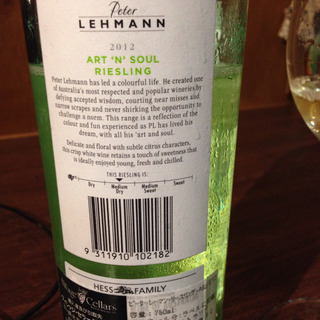 Peter
LEHMANN
2012
ART 'N' SOUL
RIESLING
Peter Lehmann has led a colourful life. He created one
of Australia's most respected and popular wineries by
defying accepted wisdom, courting near misses and
narrow scrapes and never shirking the opportunity to
challenge a norm. This range is a reflection of the
colour and fun experienced as PL has lived his
dream, with all his 'art and soul.
Delicate and floral with subtle citrus characters,
this crisp white wine retains a touch of sweetness that
is ideally enjoyed young, fresh and chilled.
THIS RIESLING IS:
Dry Medium Dry Medium Sweet Sweet
9 311910 102182
HESS FAMILY
Cellars
750ml